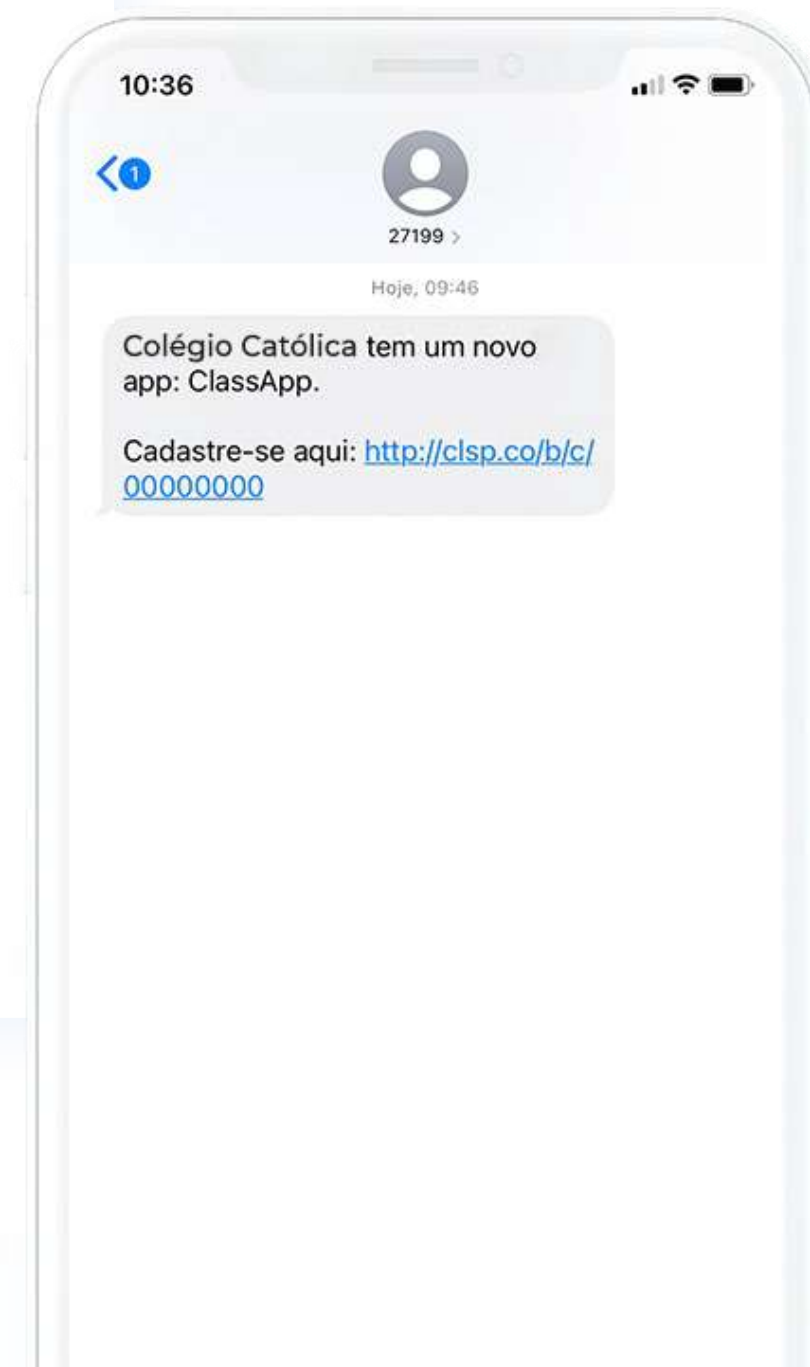 10:36
1
27199 >
Hoje, 09:46
Colégio Católica tem um novo
app: ClassApp.
Cadastre-se aqui: http://clsp.co/b/c/
00000000